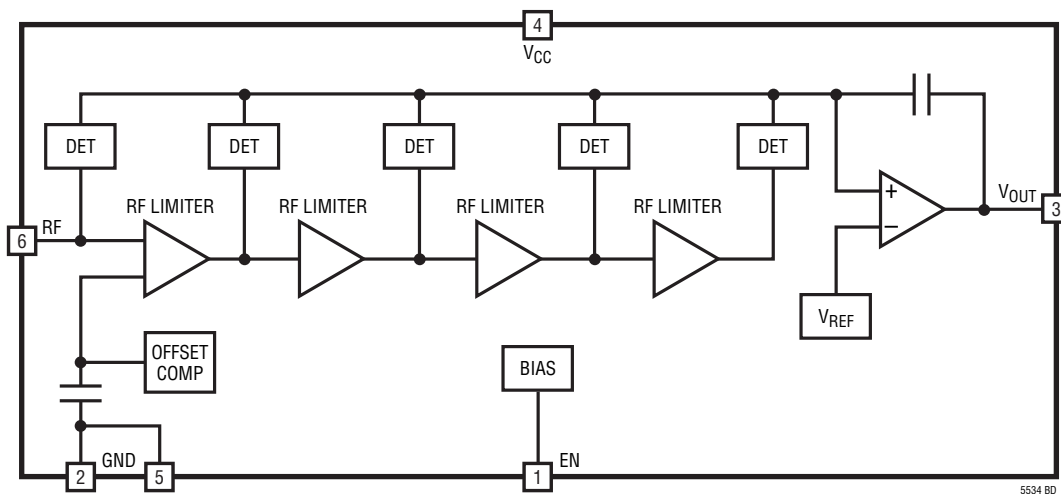 4
VCC
DET DET DET DET DET
RF LIMITER RF LIMITER RF LIMITER RF LIMITER
6 RF
+
–
VOUT 3
VREF
OFFSET
COMP
BIAS
2 GND 5
1 EN
5534 BD